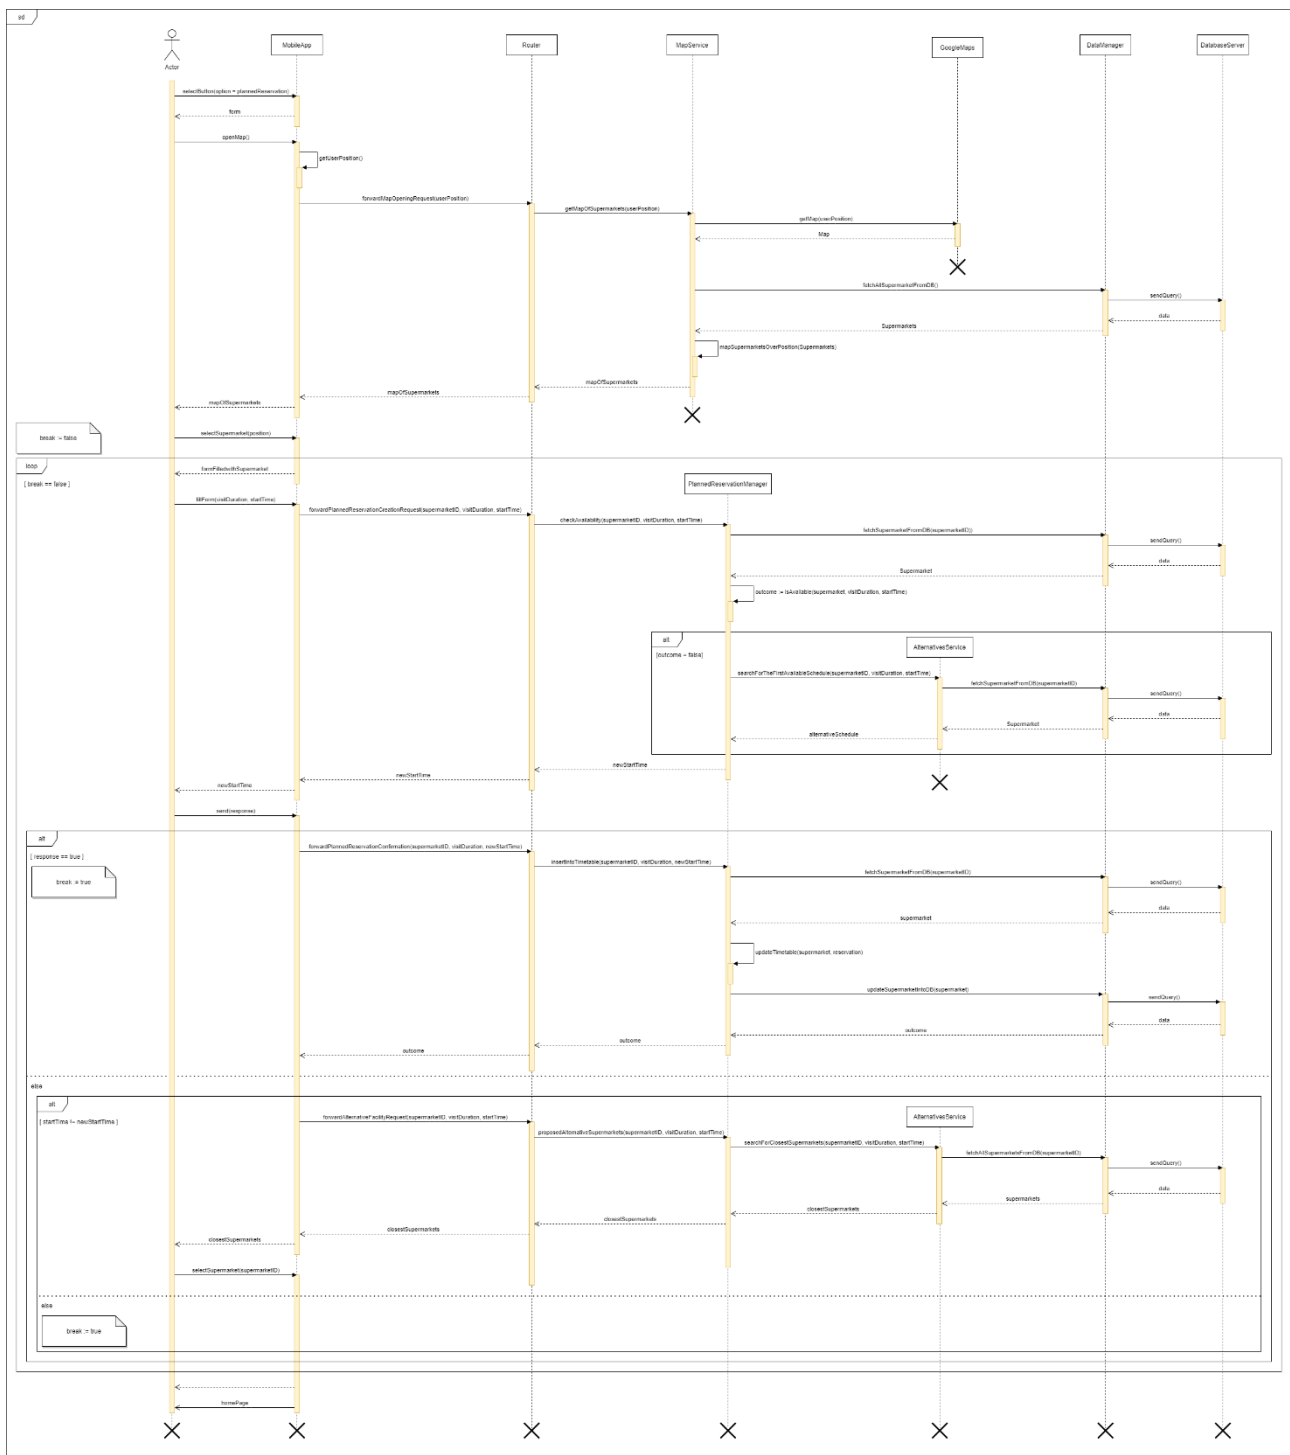 sd
Actor
MobileApp
Router
MapService
GoogleMaps
DataManager
DatabaseServer
selectButton(option = plannedReservation)
form
openMap()
getUserPosition()
forwardMapOpeningRequest(userPosition)
getMapOfSupermarkets(userPosition)
getMap(userPosition)
Map
fetchAllSupermarketFromDB()
sendQuery()
data
Supermarkets
mapSupermarketsOverPosition(Supermarkets)
mapOfSupermarkets
mapOfSupermarkets
mapOfSupermarkets
break := false
selectSupermarket(position)
loop
[ break == false ]
formFilledwithSupermarket
PlannedReservationManager
fillForm(visitDuration, startTime)
forwardPlannedReservationCreationRequest(supermarketID, visitDuration, startTime)
checkAvailability(supermarketID, visitDuration, startTime)
fetchSupermarketFromDB(supermarketID))
sendQuery()
data
Supermarket
outcome := isAvailable(supermarket, visitDuration, startTime)
alt
[outcome = false]
AlternativesService
searchForTheFirstAvailableSchedule(supermarketID, visitDuration, startTime)
fetchSupermarketFromDB(supermarketID)
sendQuery()
data
Supermarket
alternativeSchedule
newStartTime
newStartTime
newStartTime
send(response)
alt
[ response == true ]
forwardPlannedReservationConfirmation(supermarketID, visitDuration, newStartTime)
insertIntoTimetable(supermarketID, visitDuration, newStartTime)
break := true
fetchSupermarketFromDB(supermarketID)
sendQuery()
data
supermarket
updateTimetable(supermarket, reservation)
updateSupermarketIntoDB(supermarket)
sendQuery()
data
outcome
outcome
outcome
else
alt
[ startTime != newStartTime ]
AlternativesService
forwardAlternativeFacilityRequest(supermarketID, visitDuration, startTime)
proposedAlternativeSupermarkets(supermarketID, visitDuration, startTime)
searchForClosestSupermarkets(supermarketID, visitDuration, startTime)
fetchAllSupermarketsFromDB(supermarketID)
sendQuery()
data
supermarkets
closestSupermarkets
closestSupermarkets
closestSupermarkets
closestSupermarkets
selectSupermarket(supermarketID)
else
break := true
homePage